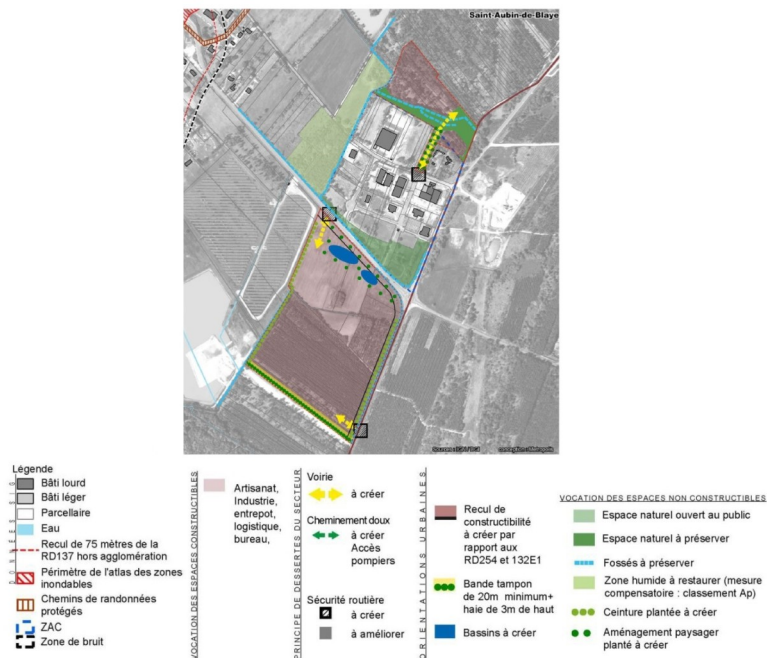 Saint-Aubin-de-Blaye
Légende
Bâti lourd
Bâti léger
Parcellaire
Eau
Recul de 75 mètres de la
RD137 hors agglomération
Périmètre de l'atlas des zones
inondables
Chemins de randonnées
protégés
ZAC
Zone de bruit
VOCATION DES ESPACES CONSTRUCTIBLES
Artisanat,
Industrie,
entrepot,
logistique,
bureau,
PRINCIPE DE DESSERTES DU SECTEUR
Voirie
à créer
Cheminement doux
à créer
Accès
pompiers
Sécurité routière
à créer
à améliorer
ORIENTATIONS URBAINES
Recul de
constructibilité
à créer par
rapport aux
RD254 et 132E1
Bande tampon
de 20m minimum+
haie de 3m de haut
Bassins à créer
VOCATION DES ESPACES NON CONSTRUCTIBLES
Espace naturel ouvert au public
Espace naturel à préserver
Fossés à préserver
Zone humide à restaurer (mesure
compensatoire : classement Ap)
Ceinture plantée à créer
Aménagement paysager
planté à créer